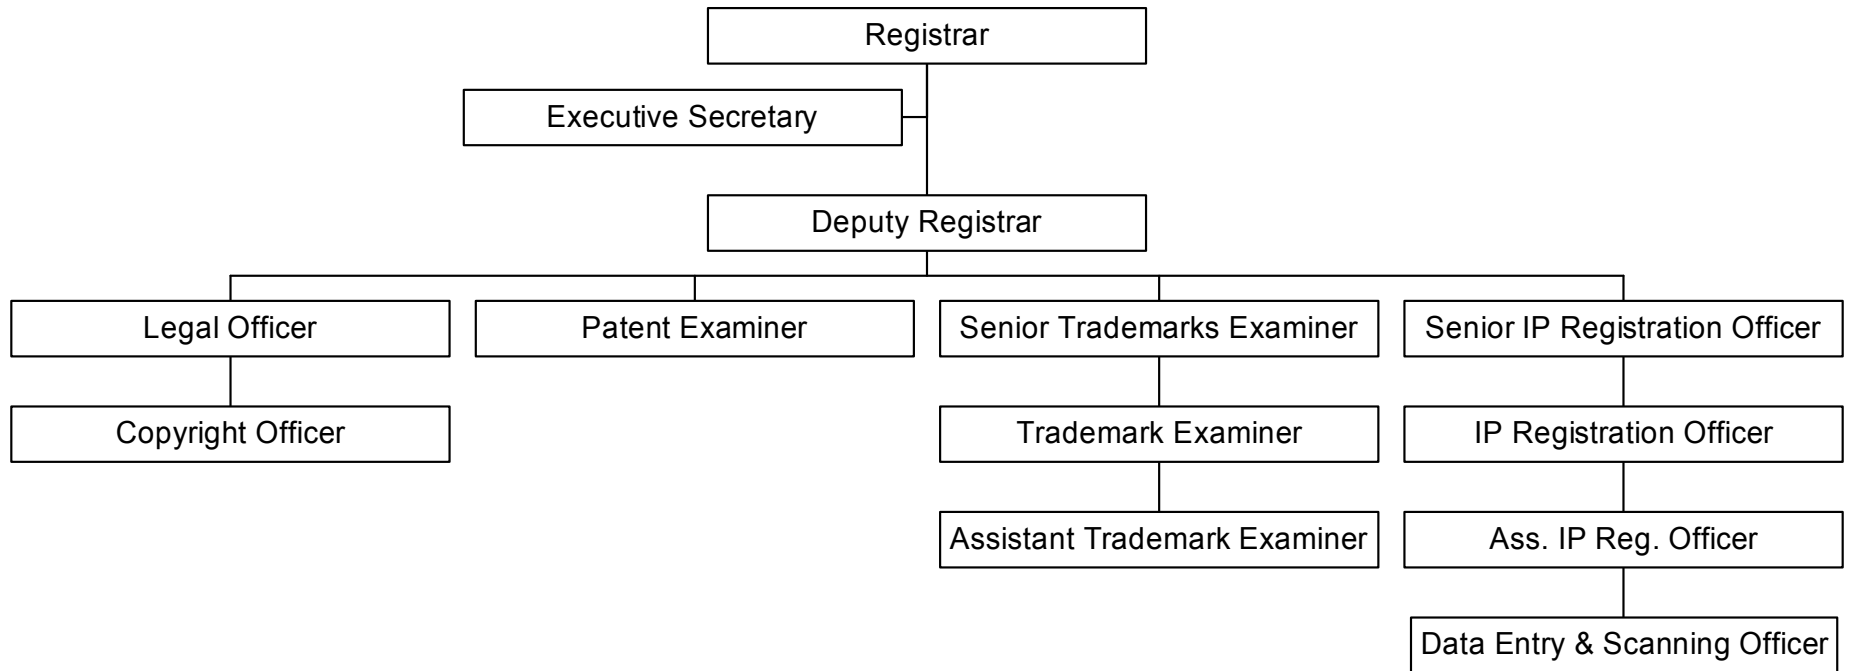 Registrar
Executive Secretary
Deputy Registrar
Legal Officer
Patent Examiner
Senior Trademarks Examiner
Senior IP Registration Officer
Copyright Officer
Trademark Examiner
IP Registration Officer
Assistant Trademark Examiner
Ass. IP Reg. Officer
Data Entry & Scanning Officer